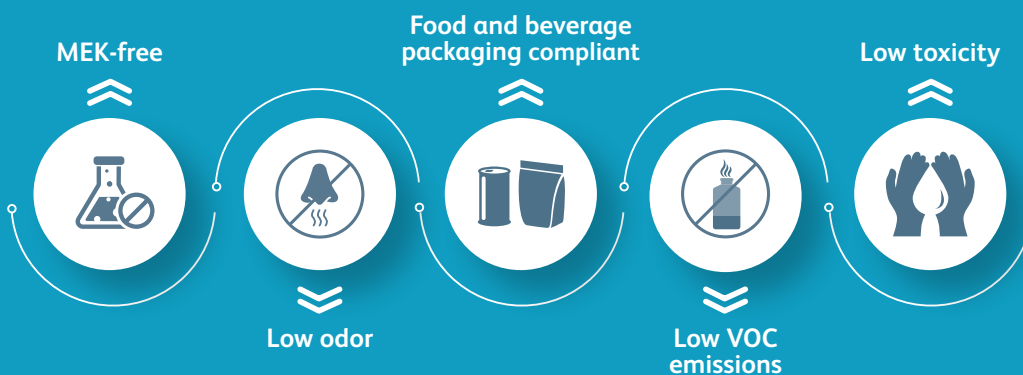 MEK-free
Low odor
Food and beverage
packaging compliant
Low VOC
emissions
Low toxicity